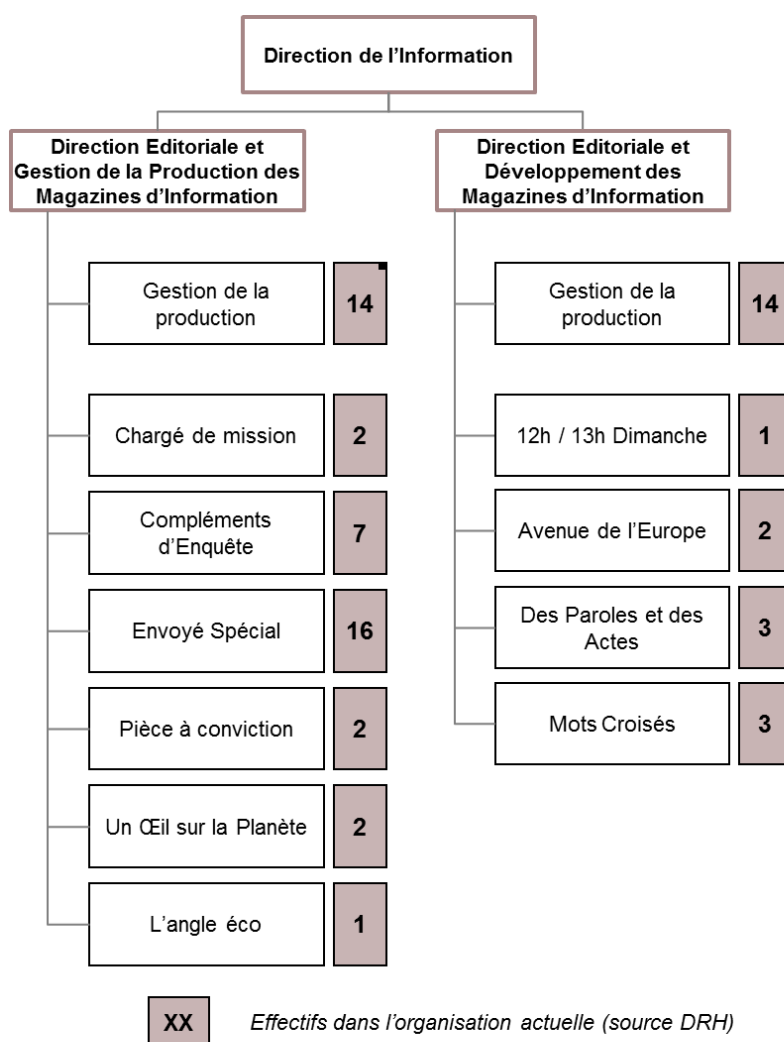 Direction de l’Information
Direction Editoriale et
Gestion de la Production des
Magazines d’Information
Direction Editoriale et
Développement des
Magazines d’Information
Gestion de la
production
14
Chargé de mission
2
Compléments
d’Enquête
7
Envoyé Spécial
16
Pièce à conviction
2
Un Œil sur la Planète
2
L’angle éco
1
Gestion de la
production
14
12h / 13h Dimanche
1
Avenue de l’Europe
2
Des Paroles et des
Actes
3
Mots Croisés
3
XX
Effectifs dans l’organisation actuelle (source DRH)